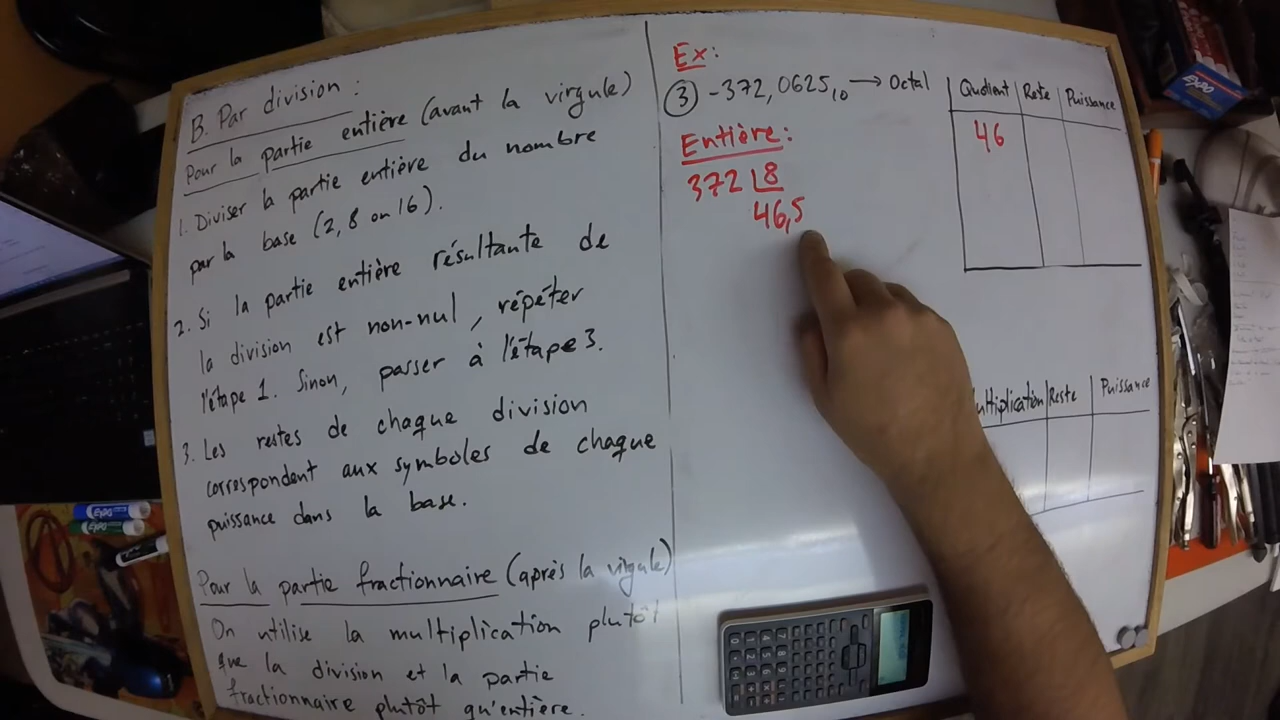 B. Par division :
Pour la partie entière (avant la virgule)
1. Diviser la partie entière du nombre
par la base (2, 8 ou 16).
2. Si la partie entière résultante de
la division est non-nul, répéter
l'étape 1. Sinon, passer à l'étape 3.
3. Les restes de chaque division
correspondent aux symboles de chaque
puissance dans la base.
Pour la partie fractionnaire (après la virgule)
On utilise la multiplication plutôt
que la division et la partie
fractionnaire plutôt qu'entière.
Ex:
③ -372,0625₁₀ → Octal
Entière:
372 8
46,5
Quotient Reste Puissance
46
ultiplication Reste Puissance
EXPO
EXPO
EXPO
EXPO